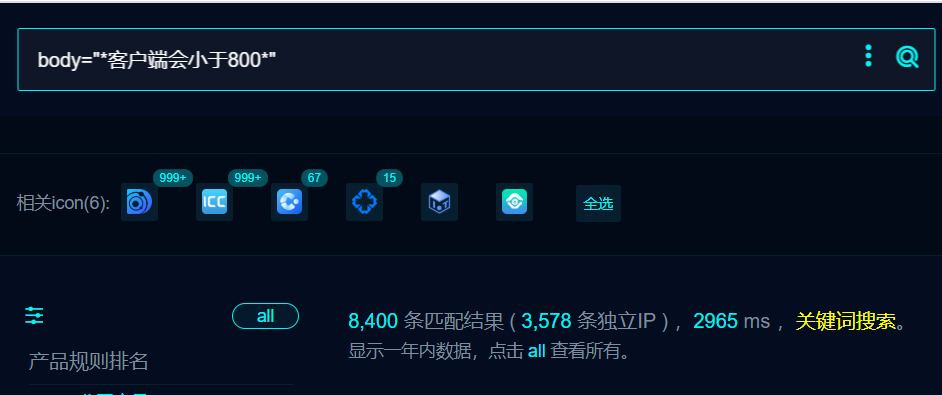 body="*客户端会小于800*"
999+ 999+ 67 15
相关icon(6): ICC 全选
all
8,400 条匹配结果 ( 3,578 条独立IP ) ，2965 ms ，关键词搜索。
显示一年内数据，点击 all 查看所有。
产品规则排名